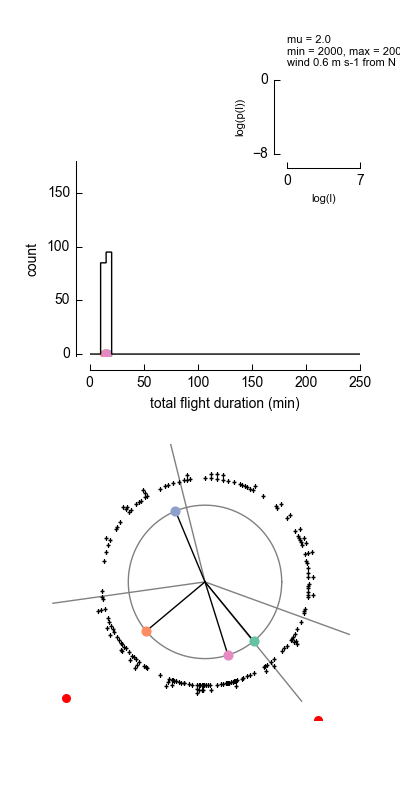 mu = 2.0
min = 2000, max = 200
wind 0.6 m s-1 from N
0
log(p(l))
−8
0
7
log(l)
150
100
50
0
count
0
50
100
150
200
250
total flight duration (min)